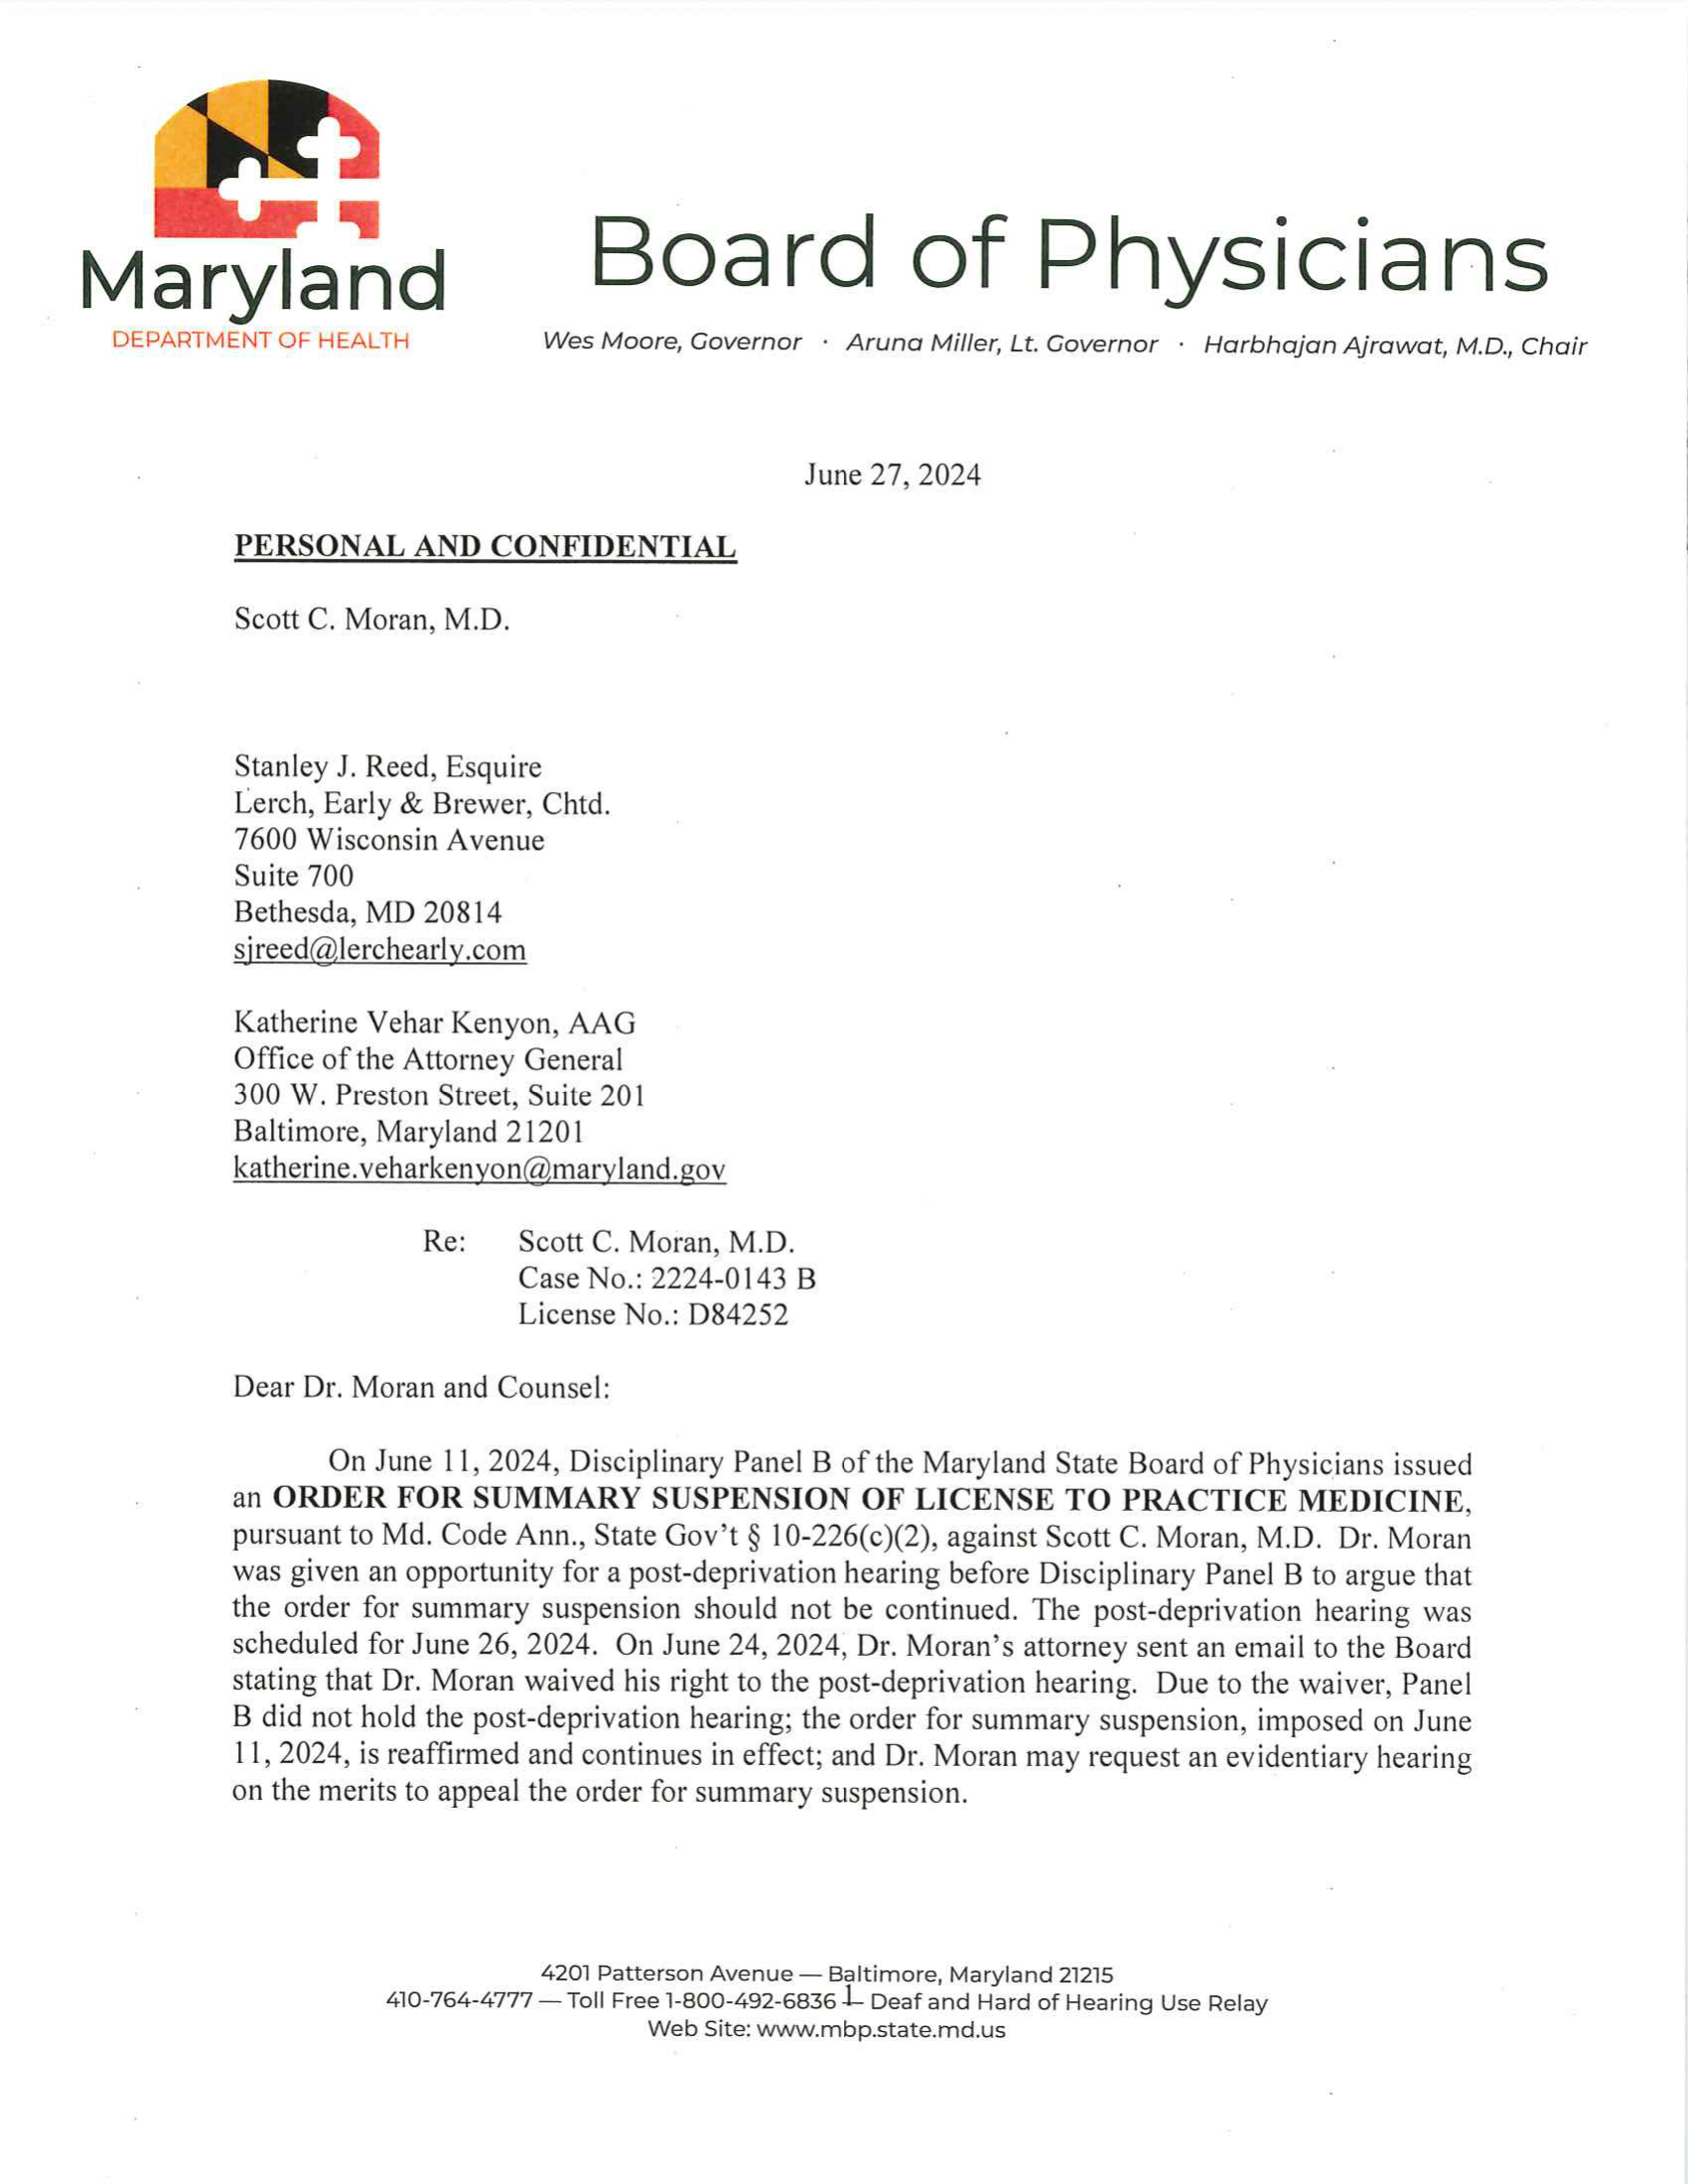 Maryland
DEPARTMENT OF HEALTH
Board of Physicians
Wes Moore, Governor · Aruna Miller, Lt. Governor · Harbhajan Ajrawat, M.D., Chair
June 27, 2024
PERSONAL AND CONFIDENTIAL
Scott C. Moran, M.D.
Stanley J. Reed, Esquire
Lerch, Early & Brewer, Chtd.
7600 Wisconsin Avenue
Suite 700
Bethesda, MD 20814
sjreed@lerchearly.com
Katherine Vehar Kenyon, AAG
Office of the Attorney General
300 W. Preston Street, Suite 201
Baltimore, Maryland 21201
katherine.veharkenyon@maryland.gov
Re: Scott C. Moran, M.D.
Case No.: 2224-0143 B
License No.: D84252
Dear Dr. Moran and Counsel:
On June 11, 2024, Disciplinary Panel B of the Maryland State Board of Physicians issued
an ORDER FOR SUMMARY SUSPENSION OF LICENSE TO PRACTICE MEDICINE,
pursuant to Md. Code Ann., State Gov't § 10-226(c)(2), against Scott C. Moran, M.D. Dr. Moran
was given an opportunity for a post-deprivation hearing before Disciplinary Panel B to argue that
the order for summary suspension should not be continued. The post-deprivation hearing was
scheduled for June 26, 2024. On June 24, 2024, Dr. Moran's attorney sent an email to the Board
stating that Dr. Moran waived his right to the post-deprivation hearing. Due to the waiver, Panel
B did not hold the post-deprivation hearing; the order for summary suspension, imposed on June
11, 2024, is reaffirmed and continues in effect; and Dr. Moran may request an evidentiary hearing
on the merits to appeal the order for summary suspension.
4201 Patterson Avenue — Baltimore, Maryland 21215
410-764-4777 — Toll Free 1-800-492-6836 — Deaf and Hard of Hearing Use Relay
1
Web Site: www.mbp.state.md.us